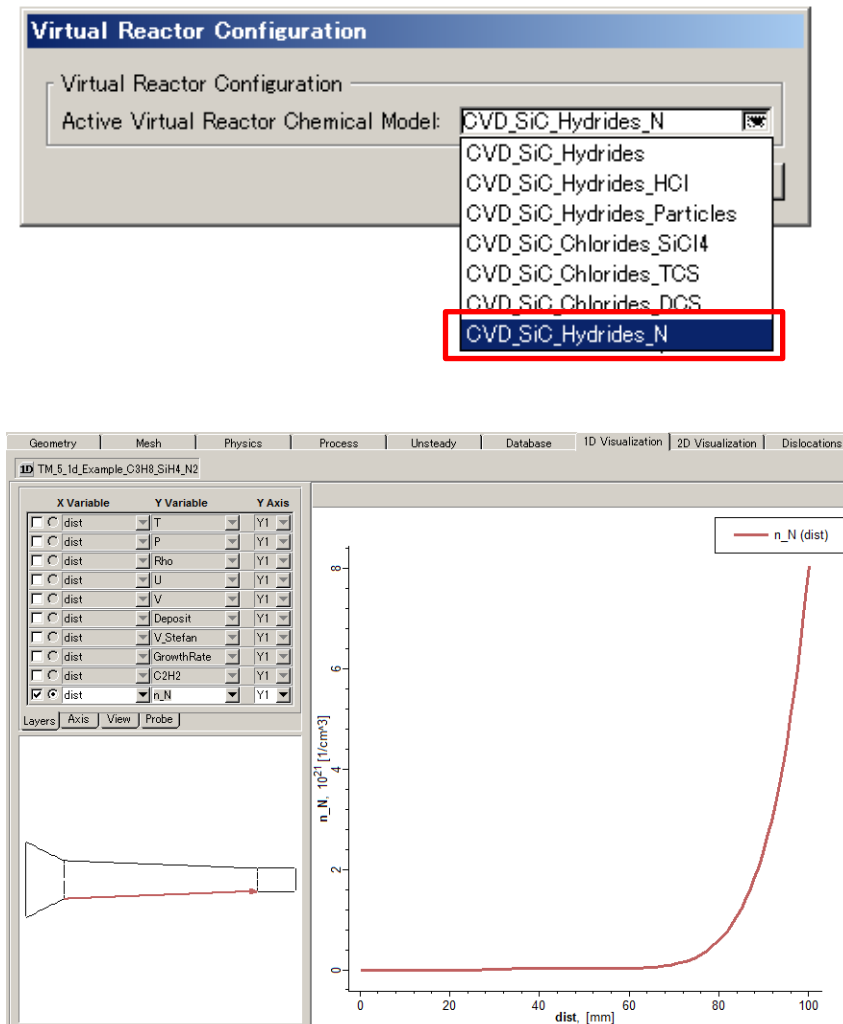 Virtual Reactor Configuration
Virtual Reactor Configuration
Active Virtual Reactor Chemical Model:
CVD_SiC_Hydrides_N
CVD_SiC_Hydrides
CVD_SiC_Hydrides_HCl
CVD_SiC_Hydrides_Particles
CVD_SiC_Chlorides_SiCl4
CVD_SiC_Chlorides_TCS
CVD_SiC_Chlorides_DCS
CVD_SiC_Hydrides_N
Geometry Mesh Physics Process Unsteady Database 1D Visualization 2D Visualization Dislocations
1D TM_5_1d_Example_C3H8_SiH4_N2
X Variable Y Variable Y Axis
dist T Y1
dist P Y1
dist Rho Y1
dist U Y1
dist V Y1
dist Deposit Y1
dist V_Stefan Y1
dist GrowthRate Y1
dist C2H2 Y1
dist n_N Y1
Layers Axis View Probe
n_N (dist)
8
6
4
2
0
n_N, 10^21 [1/cm^3]
0 20 40 60 80 100
dist, [mm]